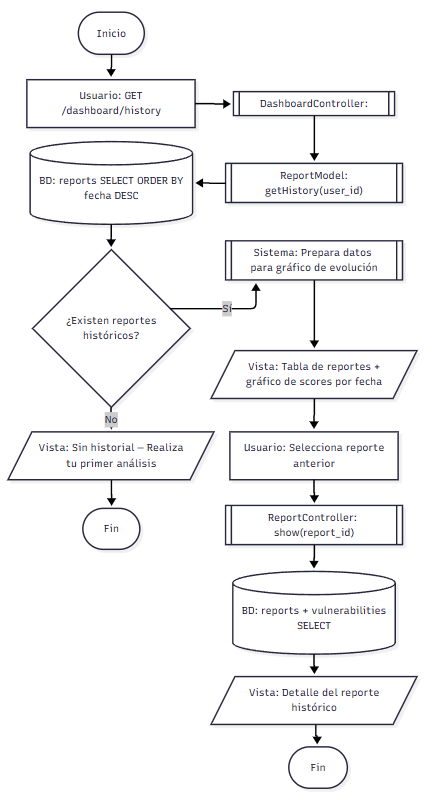 Inicio
Usuario: GET
/dashboard/history
DashboardController:
ReportModel:
getHistory(user_id)
BD: reports SELECT ORDER BY
fecha DESC
¿Existen reportes
históricos?
Sí
Sistema: Prepara datos
para gráfico de evolución
Vista: Tabla de reportes +
gráfico de scores por fecha
No
Vista: Sin historial — Realiza
tu primer análisis
Fin
Usuario: Selecciona reporte
anterior
ReportController:
show(report_id)
BD: reports + vulnerabilities
SELECT
Vista: Detalle del reporte
histórico
Fin